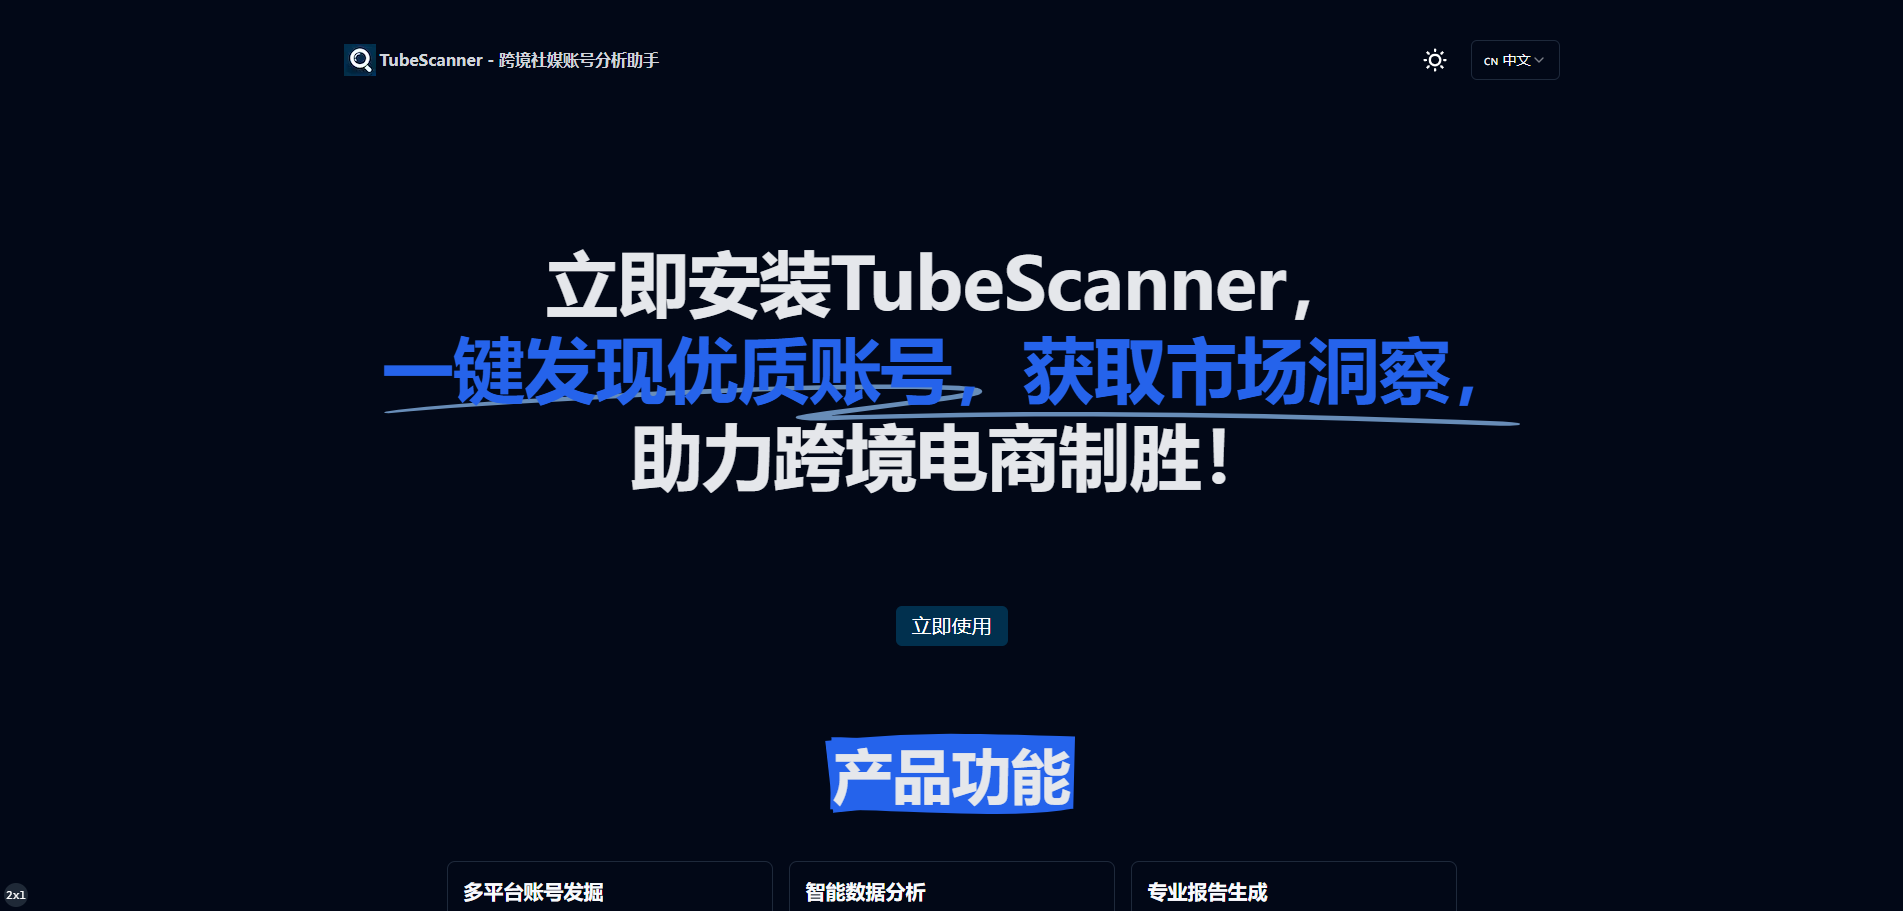 TubeScanner - 跨境社媒账号分析助手
CN 中文
立即安装TubeScanner，
一键发现优质账号，获取市场洞察，
助力跨境电商制胜！
立即使用
产品功能
多平台账号发掘
智能数据分析
专业报告生成
2x1